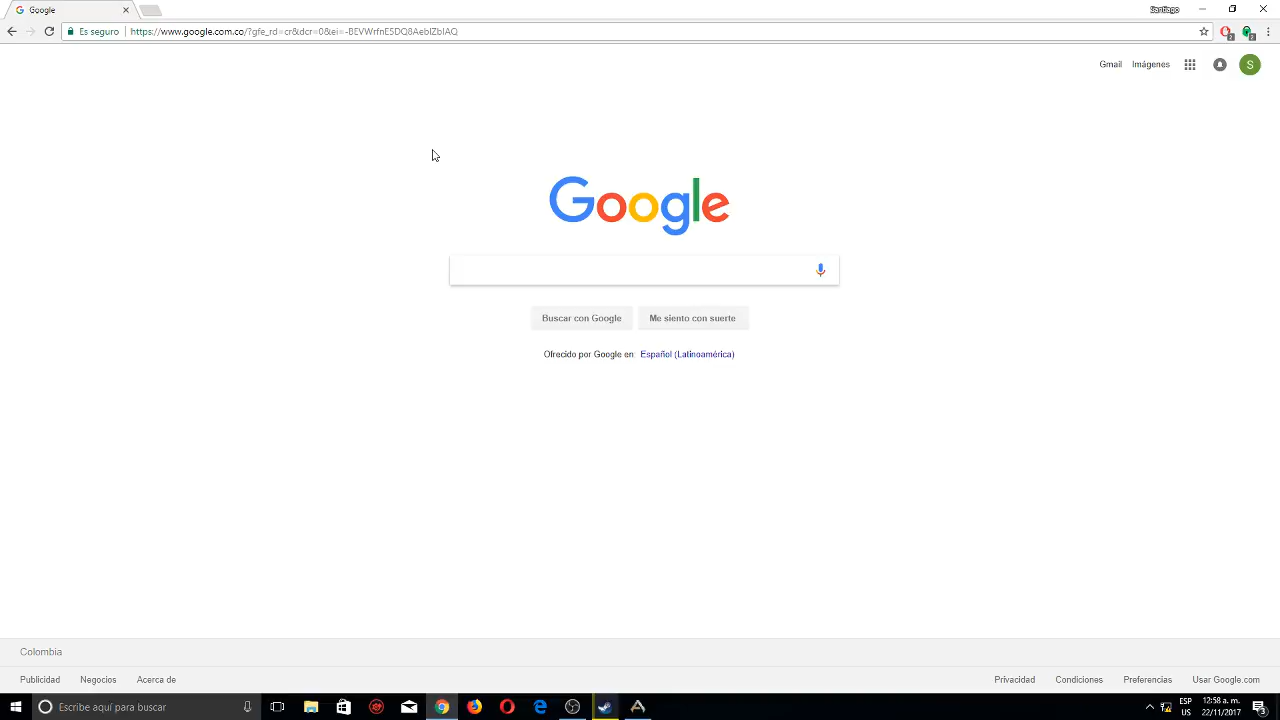 Google
Santiago
Es seguro
https://www.google.com.co/?gfe_rd=cr&dcr=0&ei=-BEVWrfnE5DQ8AeblZbIAQ
Gmail Imágenes
S
Google
Buscar con Google Me siento con suerte
Ofrecido por Google en Español (Latinoamérica)
Colombia
Publicidad Negocios Acerca de Privacidad Condiciones Preferencias Usar Google.com
Escribe aquí para buscar
ESP 12:58 a. m.
US 22/11/2017